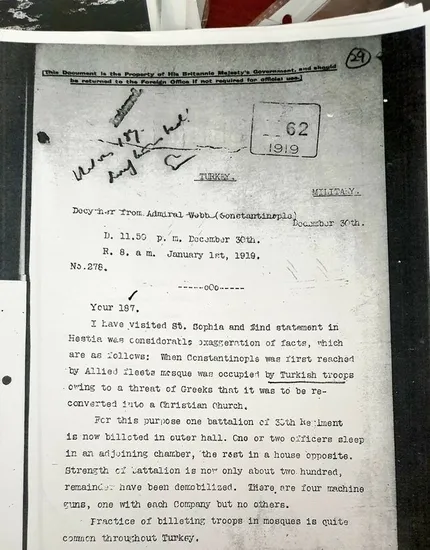 29
(This Document is the Property of His Britannic Majesty's Government, and should
be returned to the Foreign Office if not required for official use.)
62
1919
187.
TURKEY.
MILITARY.
Decypher from Admiral Webb (Constantinople)
December 30th.
D. 11.50 p. m. December 30th.
R. 8. a.m. January 1st, 1919.
No.278.
-----oOo-----
Your 187.
I have visited St. Sophia and find statement in
Hestia was considerably exaggeration of facts, which
are as follows: When Constantinople was first reached
by Allied fleets mosque was occupied by Turkish troops
owing to a threat of Greeks that it was to be re-
converted into a Christian Church.
For this purpose one battalion of Regiment
is now billeted in outer hall. One or two officers sleep
in an adjoining chamber, the rest in a house opposite.
Strength of battalion is now only about two hundred,
remainder have been demobilized. There are four machine
guns, one with each Company but no others.
Practice of billeting troops in mosques is quite
common throughout Turkey.